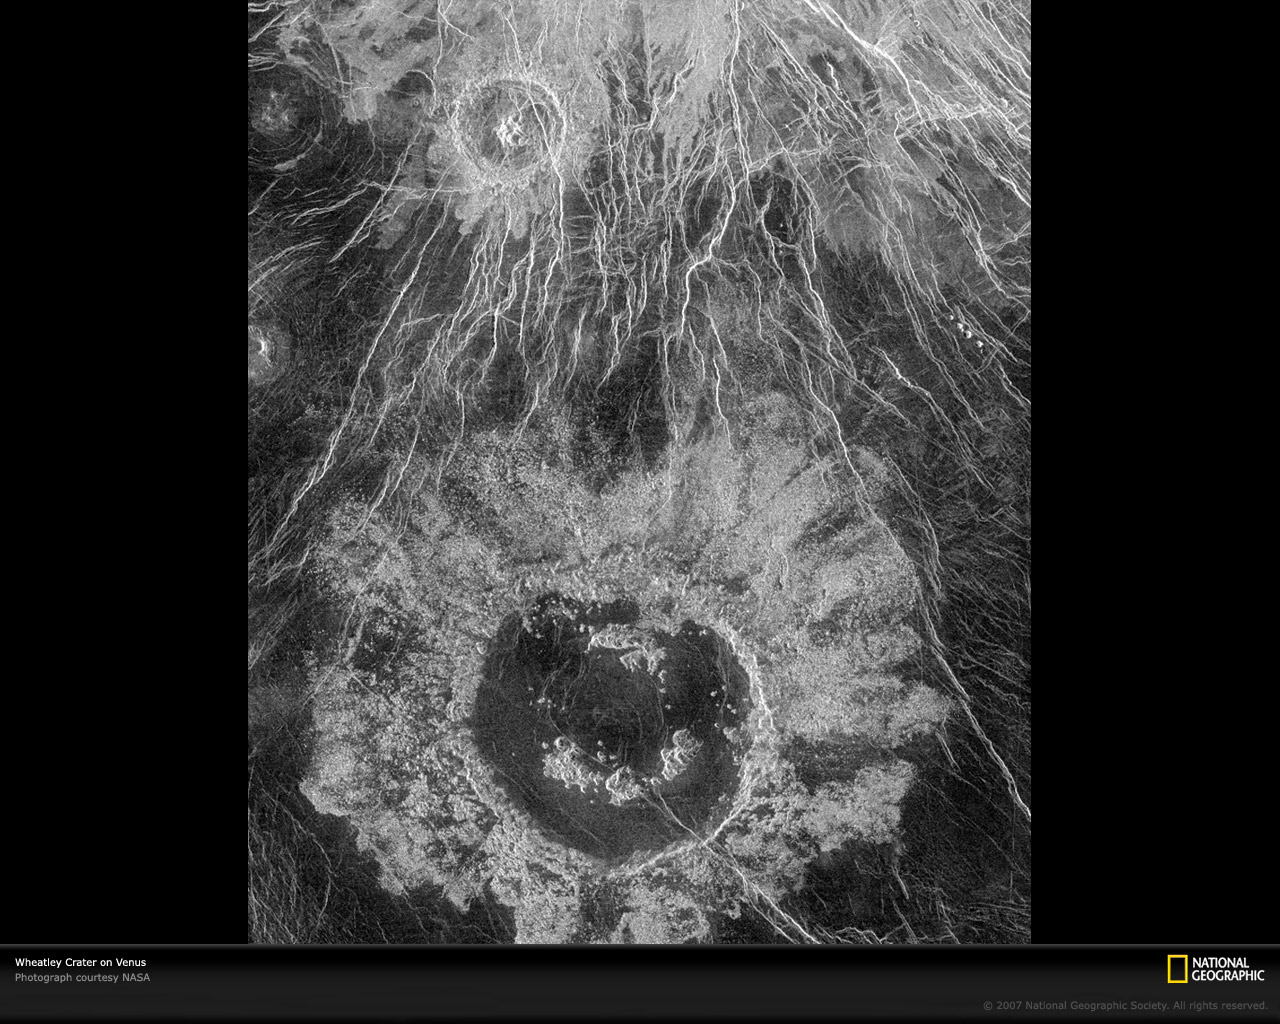 Wheatley Crater on Venus
Photograph courtesy NASA
NATIONAL
GEOGRAPHIC
© 2007 National Geographic Society. All rights reserved.